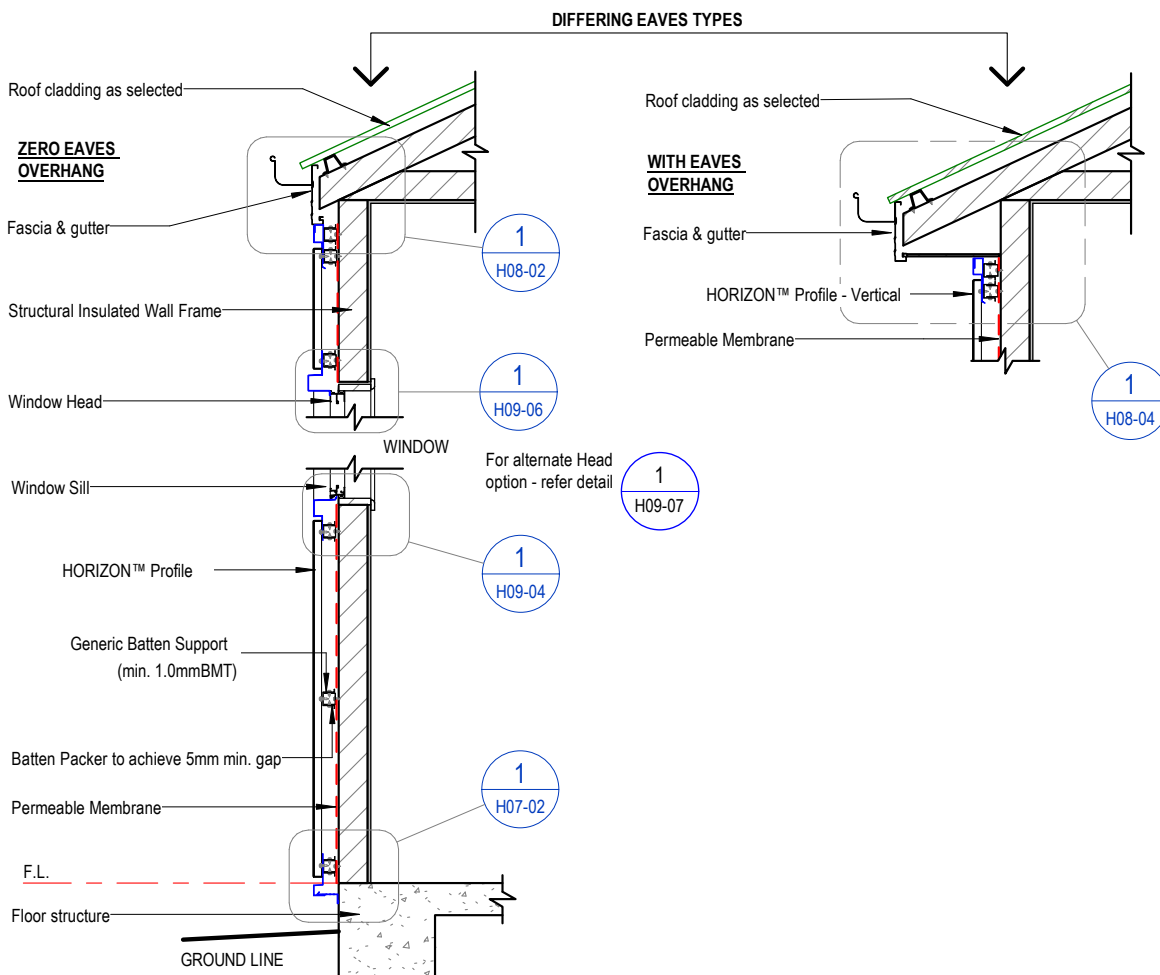 DIFFERING EAVES TYPES
Roof cladding as selected
ZERO EAVES
OVERHANG
Fascia & gutter
1
H08-02
Structural Insulated Wall Frame
1
H09-06
Window Head
WINDOW
Roof cladding as selected
WITH EAVES
OVERHANG
Fascia & gutter
HORIZON™ Profile - Vertical
Permeable Membrane
1
H08-04
For alternate Head
option - refer detail
1
H09-07
Window Sill
1
H09-04
HORIZON™ Profile
Generic Batten Support
(min. 1.0mmBMT)
Batten Packer to achieve 5mm min. gap
1
H07-02
Permeable Membrane
F.L.
Floor structure
GROUND LINE